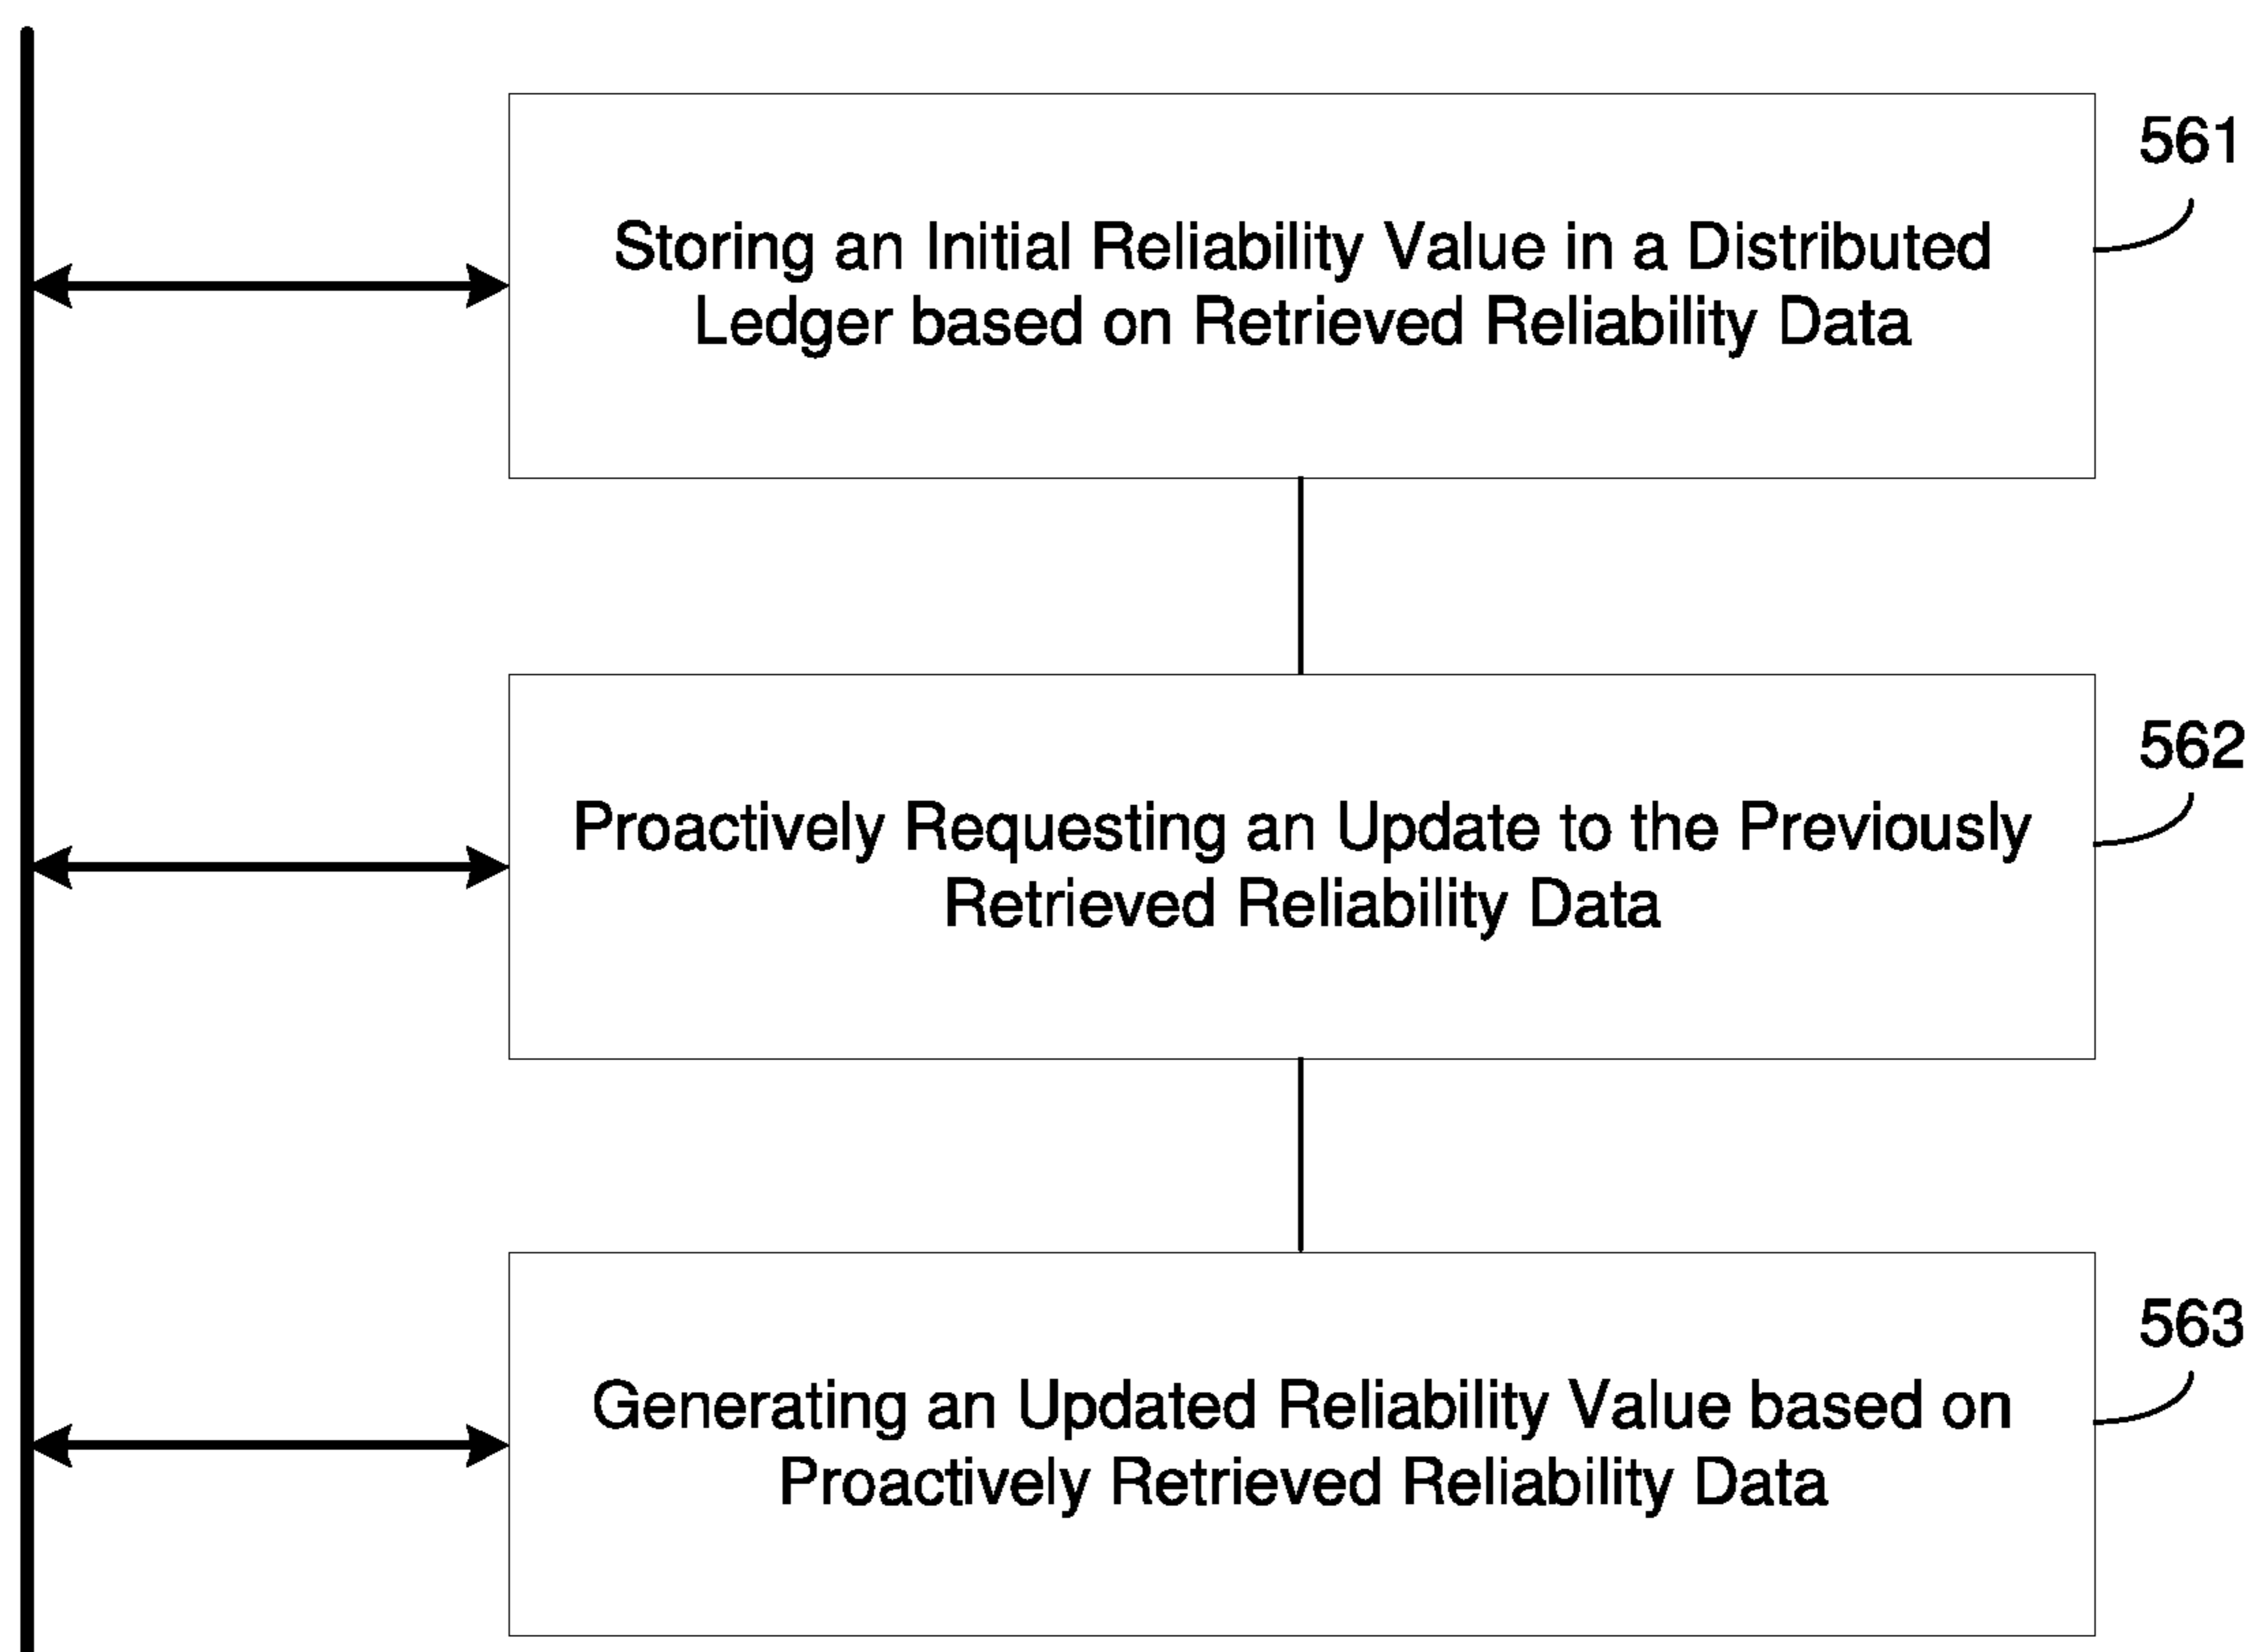 561
Storing an Initial Reliability Value in a Distributed
Ledger based on Retrieved Reliability Data
562
Proactively Requesting an Update to the Previously
Retrieved Reliability Data
563
Generating an Updated Reliability Value based on
Proactively Retrieved Reliability Data